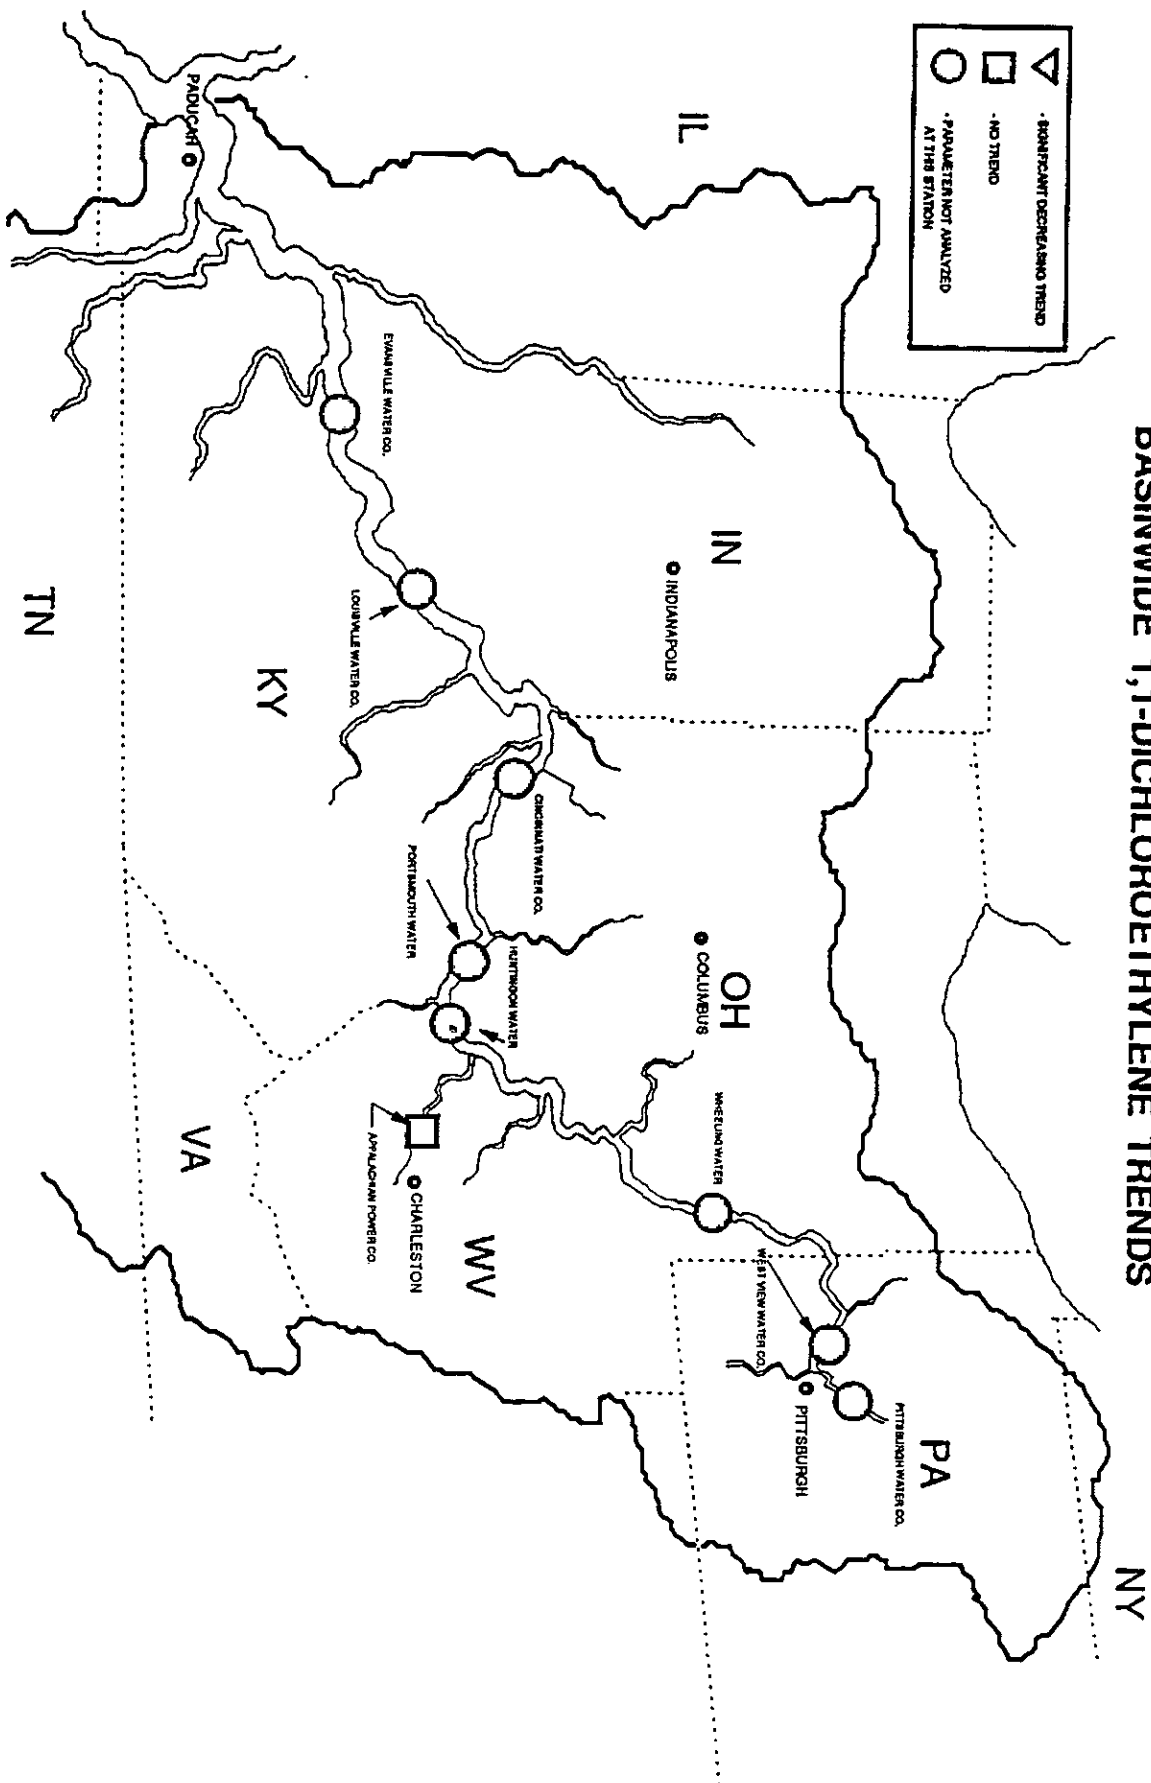 BASINWIDE 1,1-DICHLOROETHYLENE TRENDS
- SIGNIFICANT DECREASING TREND
- NO TREND
- PARAMETER NOT ANALYZED
AT THIS STATION
NY
IL
IN
OH
PA
INDIANAPOLIS
COLUMBUS
PITTSBURGH WATER CO.
WEST VIEW WATER CO.
PITTSBURGH
WHEELING WATER
CINCINNATI WATER CO.
HUNTINGDON WATER
PORTSMOUTH WATER
WV
CHARLESTON
APPALACHIAN POWER CO.
EVANSVILLE WATER CO.
LOUISVILLE WATER CO.
KY
VA
PADUCAH
TN